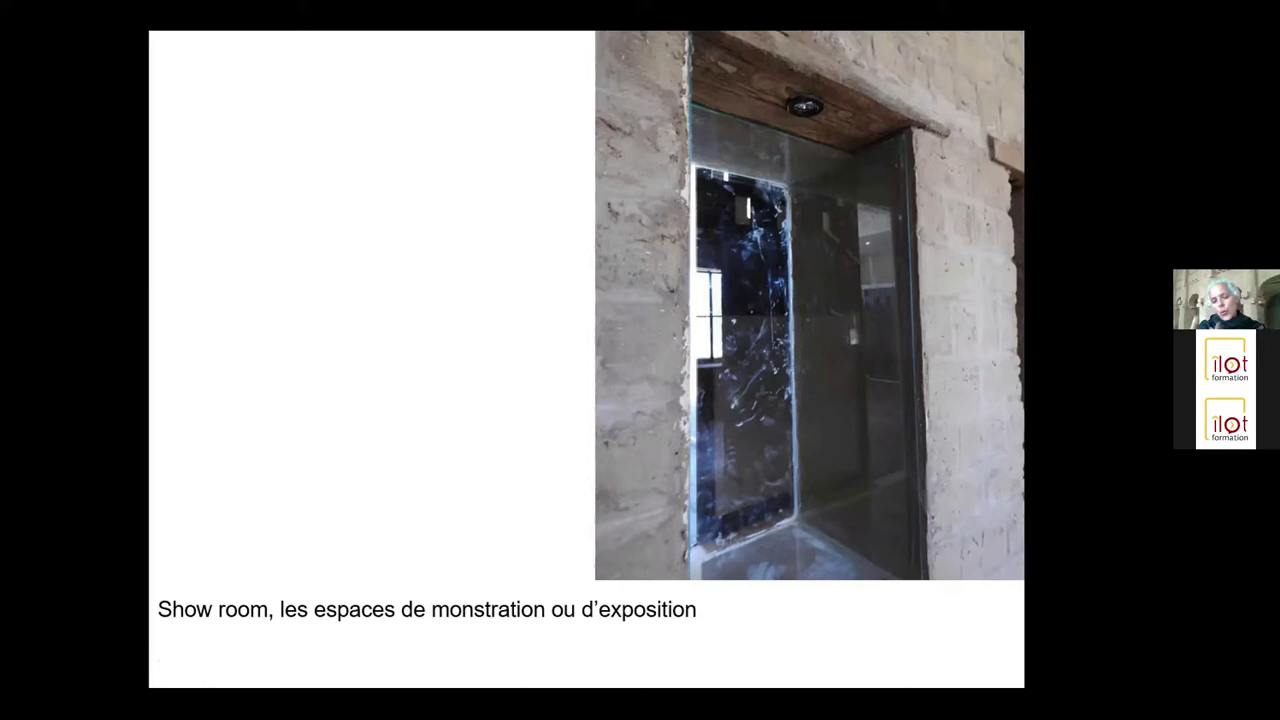 Show room, les espaces de monstration ou d’exposition
îlot
formation
îlot
formation